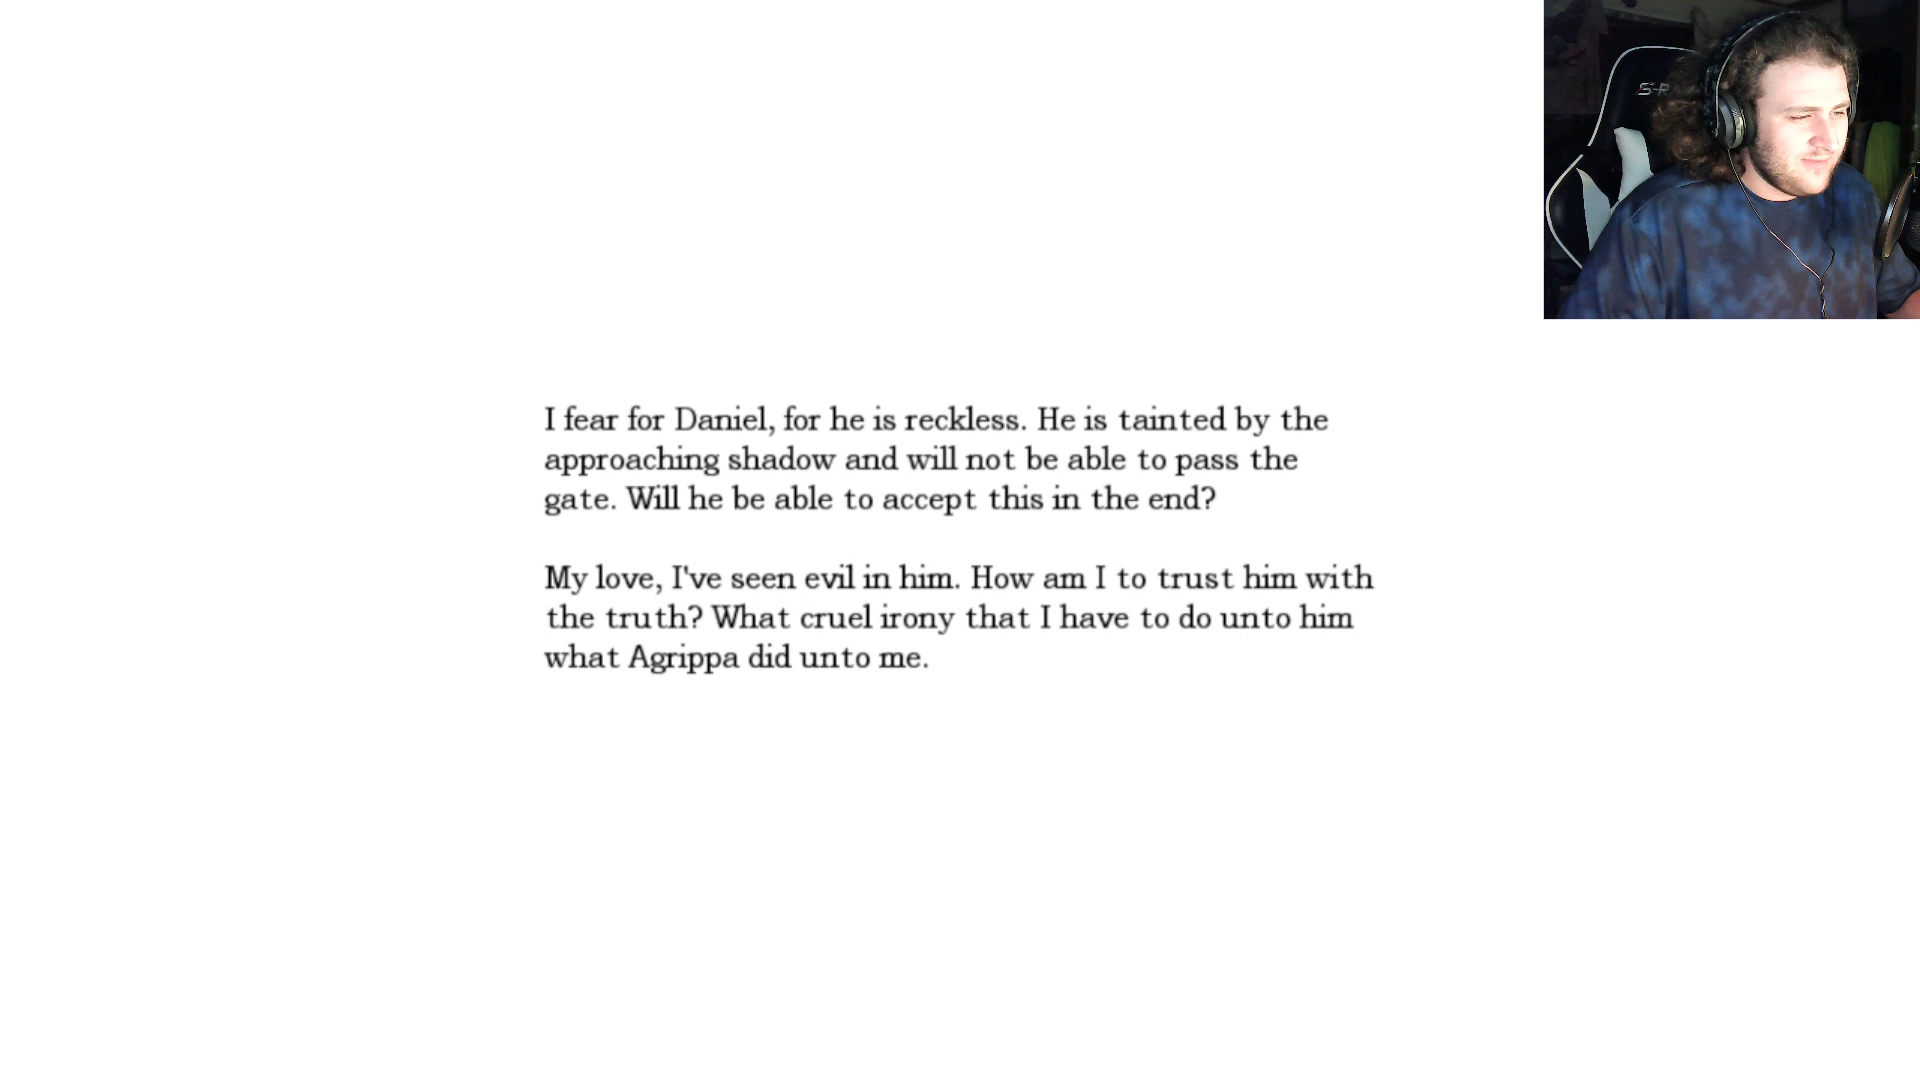 S-R
I fear for Daniel, for he is reckless. He is tainted by the
approaching shadow and will not be able to pass the
gate. Will he be able to accept this in the end?
My love, I've seen evil in him. How am I to trust him with
the truth? What cruel irony that I have to do unto him
what Agrippa did unto me.